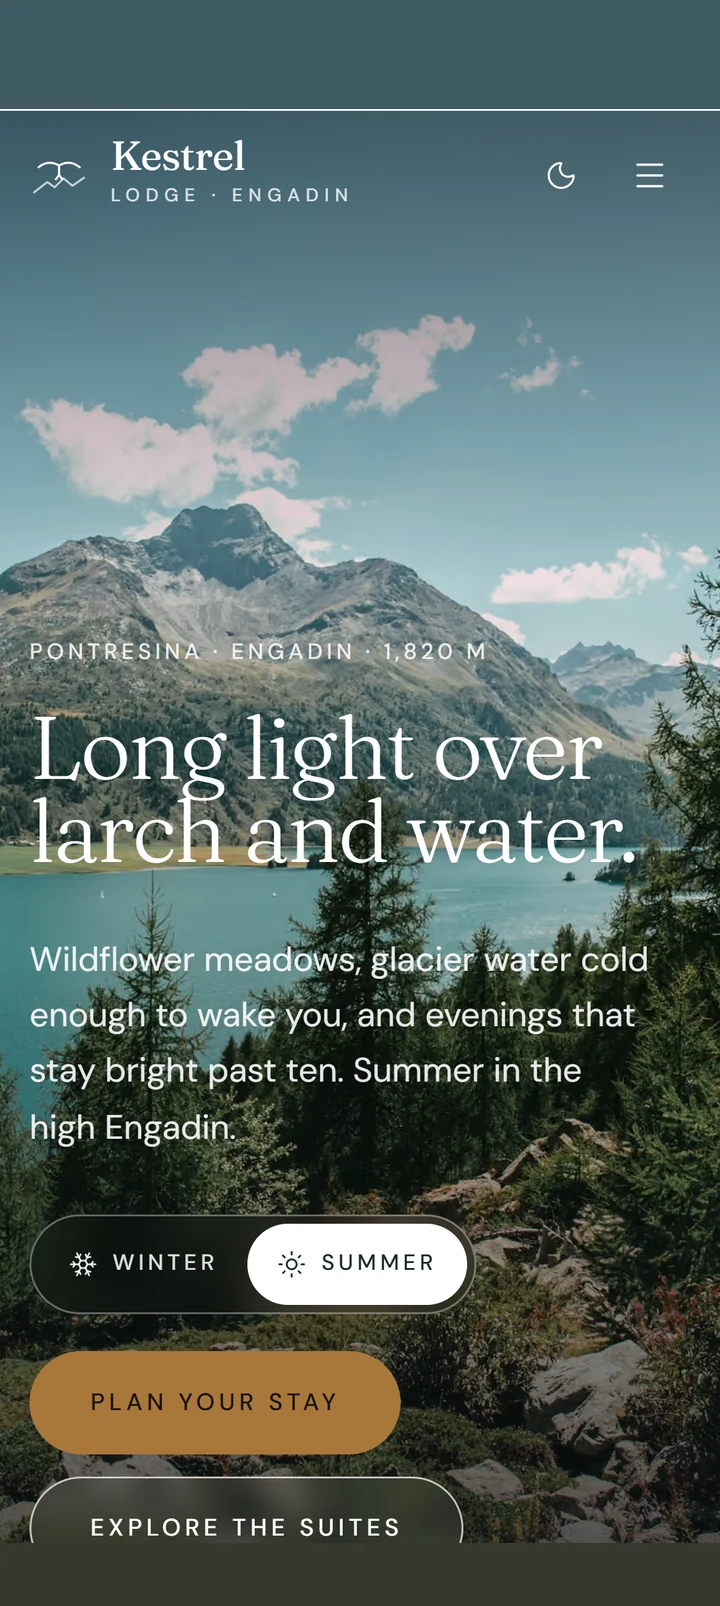 Kestrel
LODGE · ENGADIN
PONTRESINA · ENGADIN · 1,820 M
Long light over
larch and water.
Wildflower meadows, glacier water cold
enough to wake you, and evenings that
stay bright past ten. Summer in the
high Engadin.
WINTER SUMMER
PLAN YOUR STAY
EXPLORE THE SUITES